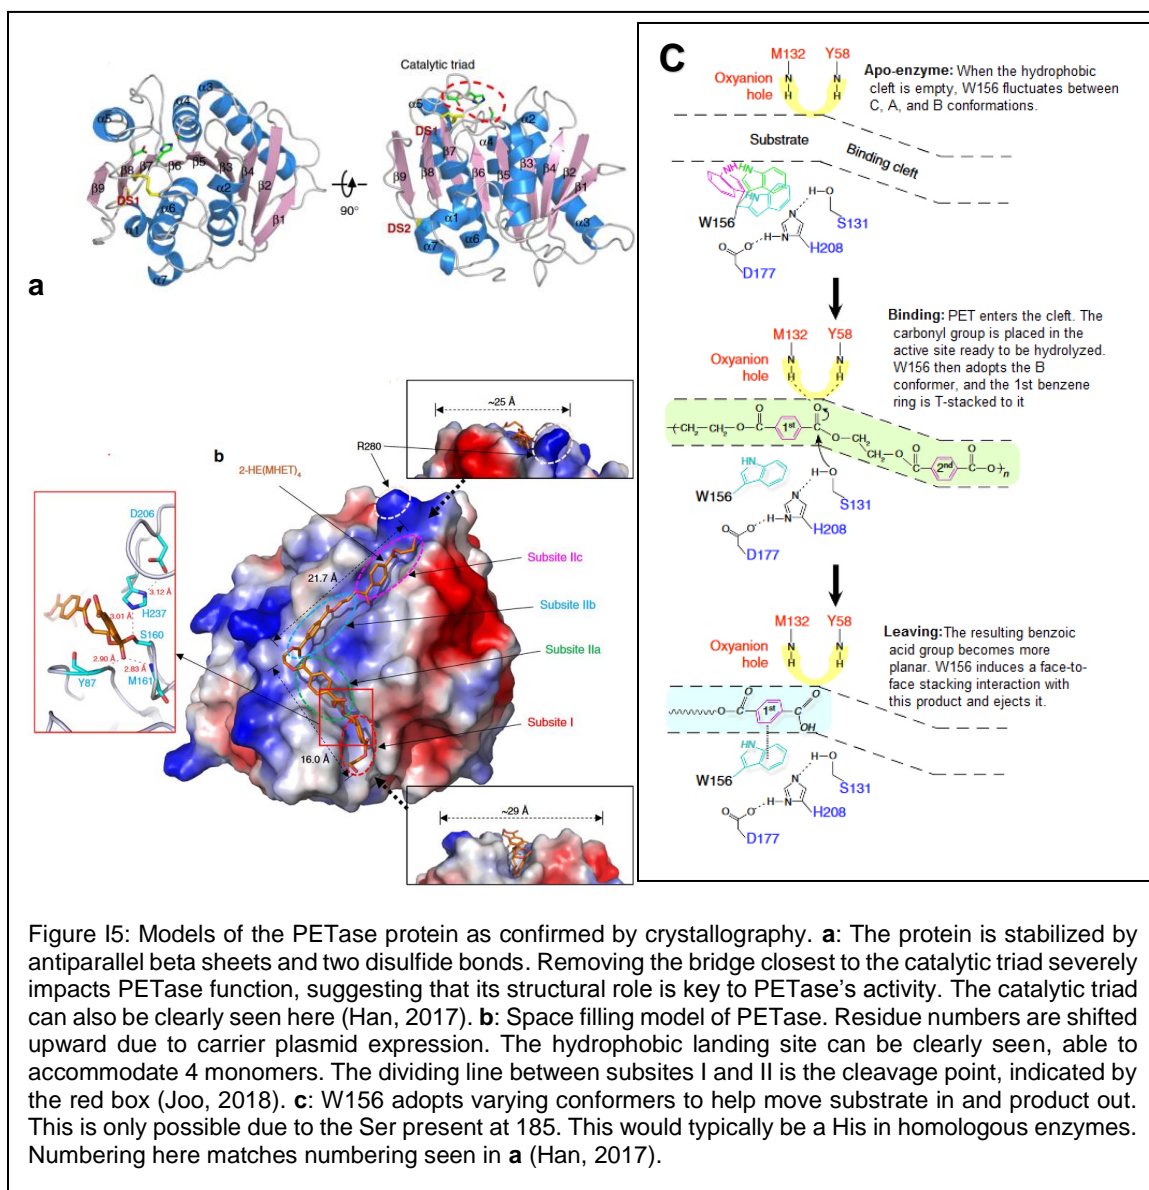 a
α5
α4
α3
β9
β8
β7
β6
β5
β3
β4
β2
α2
DS1
β1
α1
α7
90°
Catalytic triad
α5
DS1
α2
α4
β7
β9
β8
β6
β5
β3
β4
β2
β1
DS2
α1
α7
α6
α3
b
~25 Å
R280
2-HE(MHET)4
Subsite IIc
21.7 Å
Subsite IIb
Subsite IIa
Subsite I
16.0 Å
~29 Å
D206
3.12 Å
H237
3.01 Å
S160
2.90 Å
2.83 Å
Y87
M161
C
M132 Y58
Oxyanion
hole
N N
H H
Apo-enzyme: When the hydrophobic
cleft is empty, W156 fluctuates between
C, A, and B conformations.
Substrate
Binding cleft
NH HN
HN
W156
H-O
S131
N
H-N
H208
O
D177
Binding: PET enters the cleft. The
carbonyl group is placed in the
active site ready to be hydrolyzed.
W156 then adopts the B
conformer, and the 1st benzene
ring is T-stacked to it
M132 Y58
Oxyanion
hole
N N
H H
CH2-CH2-O
O
1st
O
O
CH2
CH2-O
O
2nd
O
C-O
n
HN
W156
H-O
S131
N
H-N
H208
O
D177
Leaving:The resulting benzoic
acid group becomes more
planar. W156 induces a face-to-
face stacking interaction with
this product and ejects it.
M132 Y58
Oxyanion
hole
N N
H H
O
O-C
1st
C
O
OH
HN
W156
H-O
S131
N
H-N
H208
O
D177
Figure I5: Models of the PETase protein as confirmed by crystallography. a: The protein is stabilized by
antiparallel beta sheets and two disulfide bonds. Removing the bridge closest to the catalytic triad severely
impacts PETase function, suggesting that its structural role is key to PETase's activity. The catalytic triad
can also be clearly seen here (Han, 2017). b: Space filling model of PETase. Residue numbers are shifted
upward due to carrier plasmid expression. The hydrophobic landing site can be clearly seen, able to
accommodate 4 monomers. The dividing line between subsites I and II is the cleavage point, indicated by
the red box (Joo, 2018). c: W156 adopts varying conformers to help move substrate in and product out.
This is only possible due to the Ser present at 185. This would typically be a His in homologous enzymes.
Numbering here matches numbering seen in a (Han, 2017).